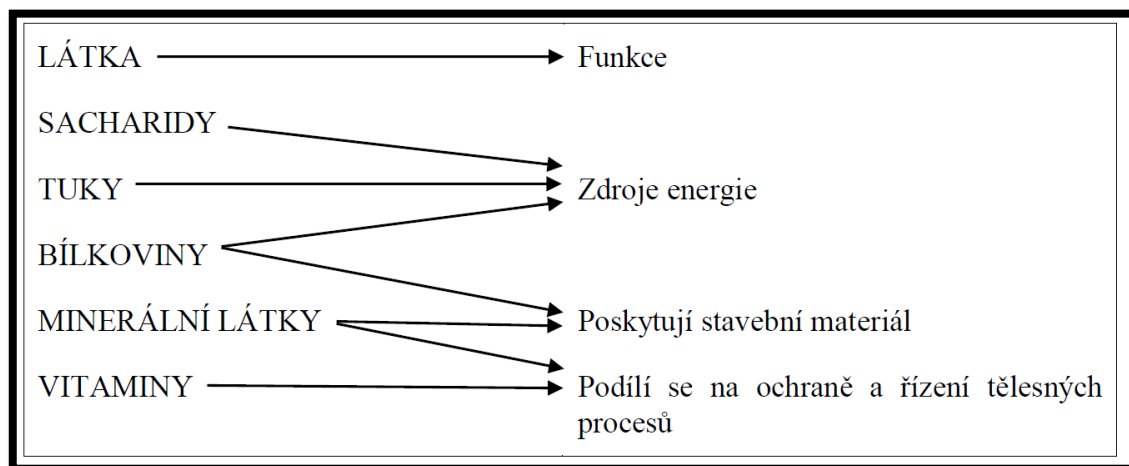 LÁTKA Funkce
SACHARIDY
TUKY Zdroje energie
BÍLKOVINY
MINERÁLNÍ LÁTKY Poskytují stavební materiál
VITAMINY Podílí se na ochraně a řízení tělesných
procesů